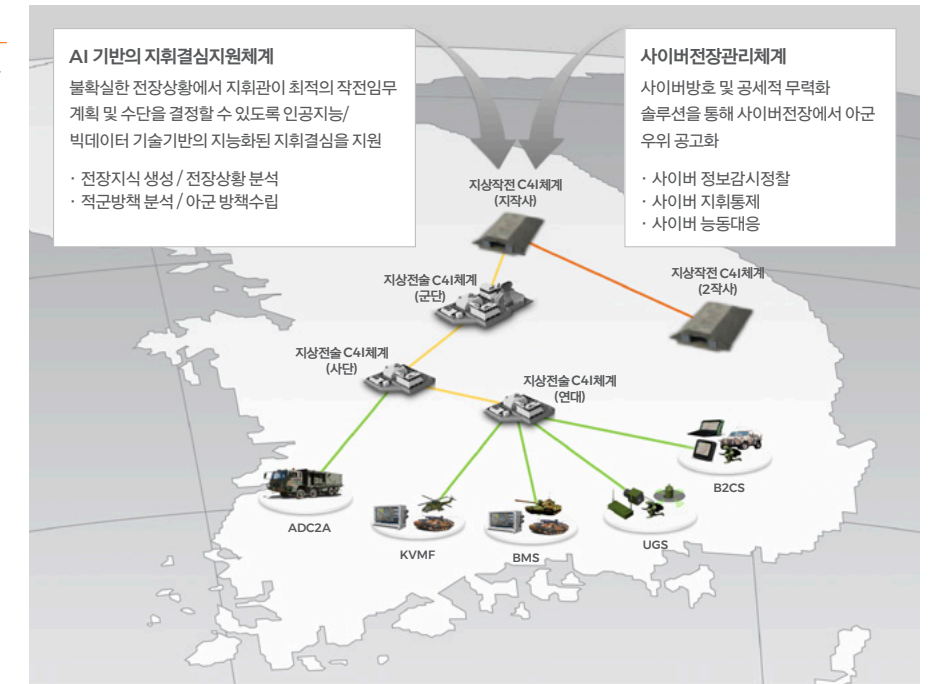 AI 기반의 지휘결심지원체계
불확실한 전장상황에서 지휘관이 최적의 작전임무
계획 및 수단을 결정할 수 있도록 인공지능/
빅데이터 기술기반의 지능화된 지휘결심을 지원
· 전장지식 생성 / 전장상황 분석
· 적군방책 분석 / 아군 방책수립
사이버전장관리체계
사이버방호 및 공세적 무력화
솔루션을 통해 사이버전장에서 아군
우위 공고화
· 사이버 정보감시정찰
· 사이버 지휘통제
· 사이버 능동대응
지상작전 C4I체계
(지작사)
지상작전 C4I체계
(2작사)
지상전술 C4I체계
(군단)
지상전술 C4I체계
(사단)
지상전술 C4I체계
(연대)
ADC2A
KVMF
BMS
UGS
B2CS